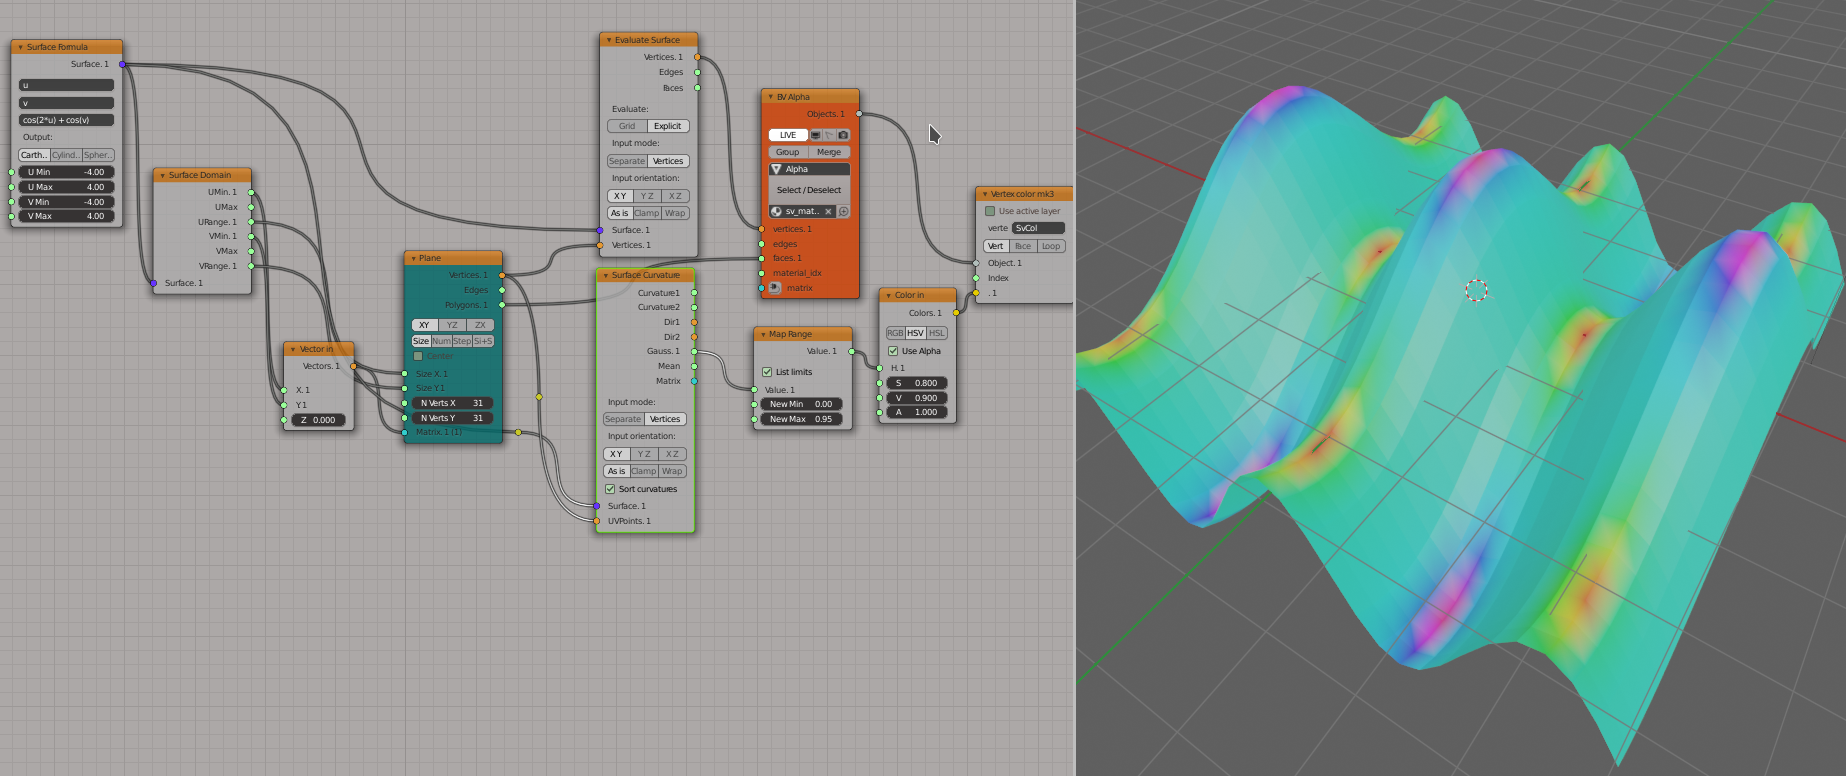 Surface Formula
Surface. 1
u
v
cos(2*u) + cos(v)
Output:
Carth.. Cylind.. Spher..
U Min -4.00
U Max 4.00
V Min -4.00
V Max 4.00
Surface Domain
UMin. 1
UMax
URange. 1
VMin. 1
VMax
VRange. 1
Surface. 1
Vector in
Vectors. 1
X. 1
Y 1
Z 0.000
Plane
Vertices. 1
Edges
Polygons. 1
XY YZ ZX
Size Num Step Si+S
Center
Size X. 1
Size Y 1
N Verts X 31
N Verts Y 31
Matrix. 1 (1)
Evaluate Surface
Vertices. 1
Edges
Faces
Evaluate:
Grid Explicit
Input mode:
Separate Vertices
Input orientation:
X Y Y Z X Z
As is Clamp Wrap
Surface. 1
Vertices. 1
Surface Curvature
Curvature1
Curvature2
Dir1
Dir2
Gauss. 1
Mean
Matrix
Input mode:
Separate Vertices
Input orientation:
X Y Y Z X Z
As is Clamp Wrap
Sort curvatures
Surface. 1
UVPoints. 1
BV Alpha
Objects. 1
LIVE
Group Merge
Alpha
Select / Deselect
sv_mat..
vertices. 1
edges
faces. 1
material_idx
matrix
Map Range
Value. 1
List limits
Value. 1
New Min 0.00
New Max 0.95
Color in
Colors. 1
RGB HSV HSL
Use Alpha
H. 1
S 0.800
V 0.900
A 1.000
Vertex color mk3
Use active layer
verte SvCol
Vert Face Loop
Object. 1
Index
. 1